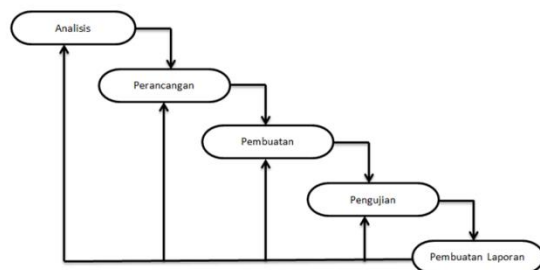 Analisis
Perancangan
Pembuatan
Pengujian
Pembuatan Laporan